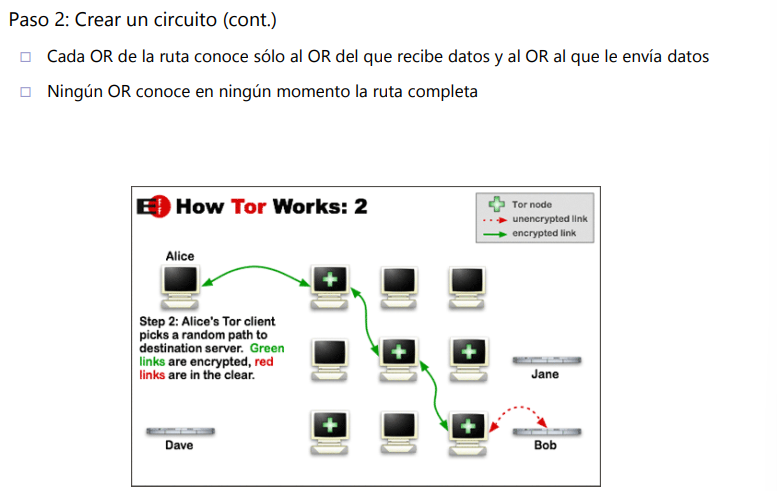 Paso 2: Crear un circuito (cont.)
Cada OR de la ruta conoce sólo al OR del que recibe datos y al OR al que le envía datos
Ningún OR conoce en ningún momento la ruta completa
EFF How Tor Works: 2
Tor node
unencrypted link
encrypted link
Alice
Step 2: Alice's Tor client
picks a random path to
destination server. Green
links are encrypted, red
links are in the clear.
Jane
Dave
Bob